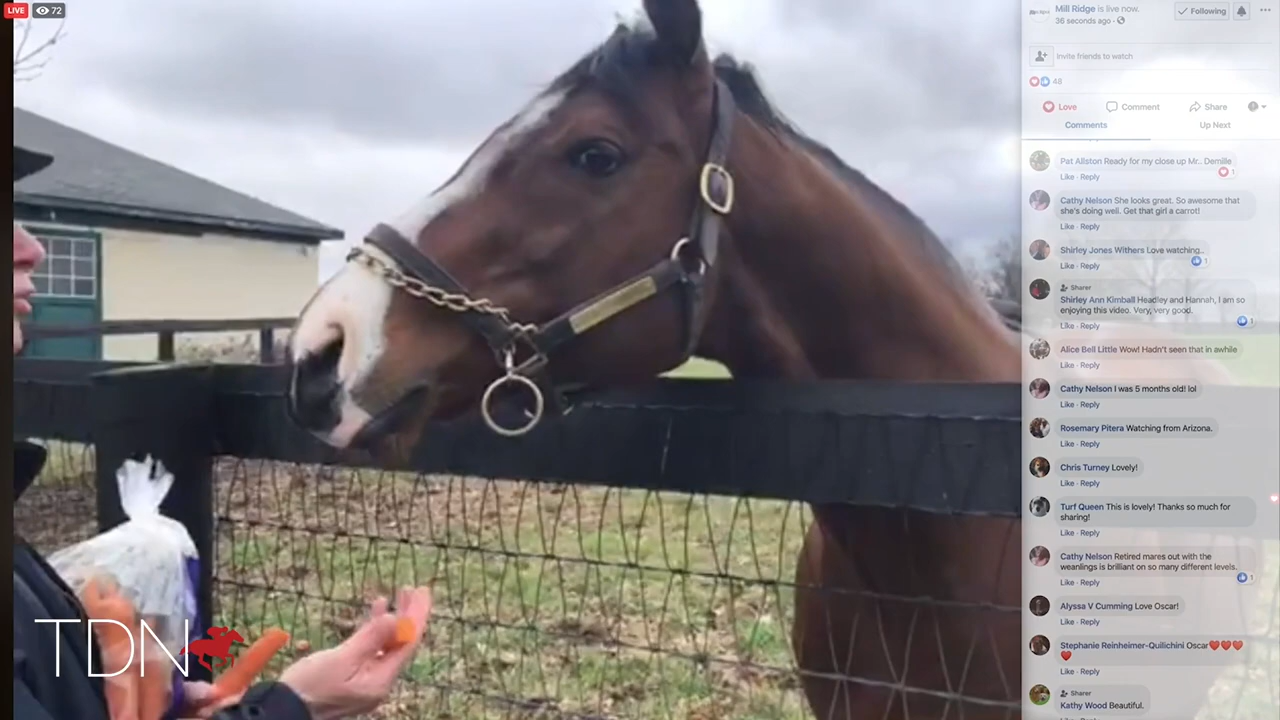 LIVE
72
Mill Ridge is live now.
36 seconds ago
Following
Invite friends to watch
48
Love
Comment
Share
Comments
Up Next
Pat Allston Ready for my close up Mr.. Demille
1
Like · Reply
Cathy Nelson She looks great. So awesome that
she's doing well. Get that girl a carrot!
Like · Reply
Shirley Jones Withers Love watching..
1
Like · Reply
Sharer
Shirley Ann Kimball Headley and Hannah, I am so
enjoying this video. Very, very good.
1
Like · Reply
Alice Bell Little Wow! Hadn't seen that in awhile
Like · Reply
Cathy Nelson I was 5 months old! lol
Like · Reply
Rosemary Pitera Watching from Arizona.
Like · Reply
Chris Turney Lovely!
Like · Reply
Turf Queen This is lovely! Thanks so much for
sharing!
Like · Reply
Cathy Nelson Retired mares out with the
weanlings is brilliant on so many different levels.
1
Like · Reply
Alyssa V Cumming Love Oscar!
Like · Reply
Stephanie Reinheimer-Quilichini Oscar❤️❤️❤️
❤️
Like · Reply
Sharer
Kathy Wood Beautiful.
TDN